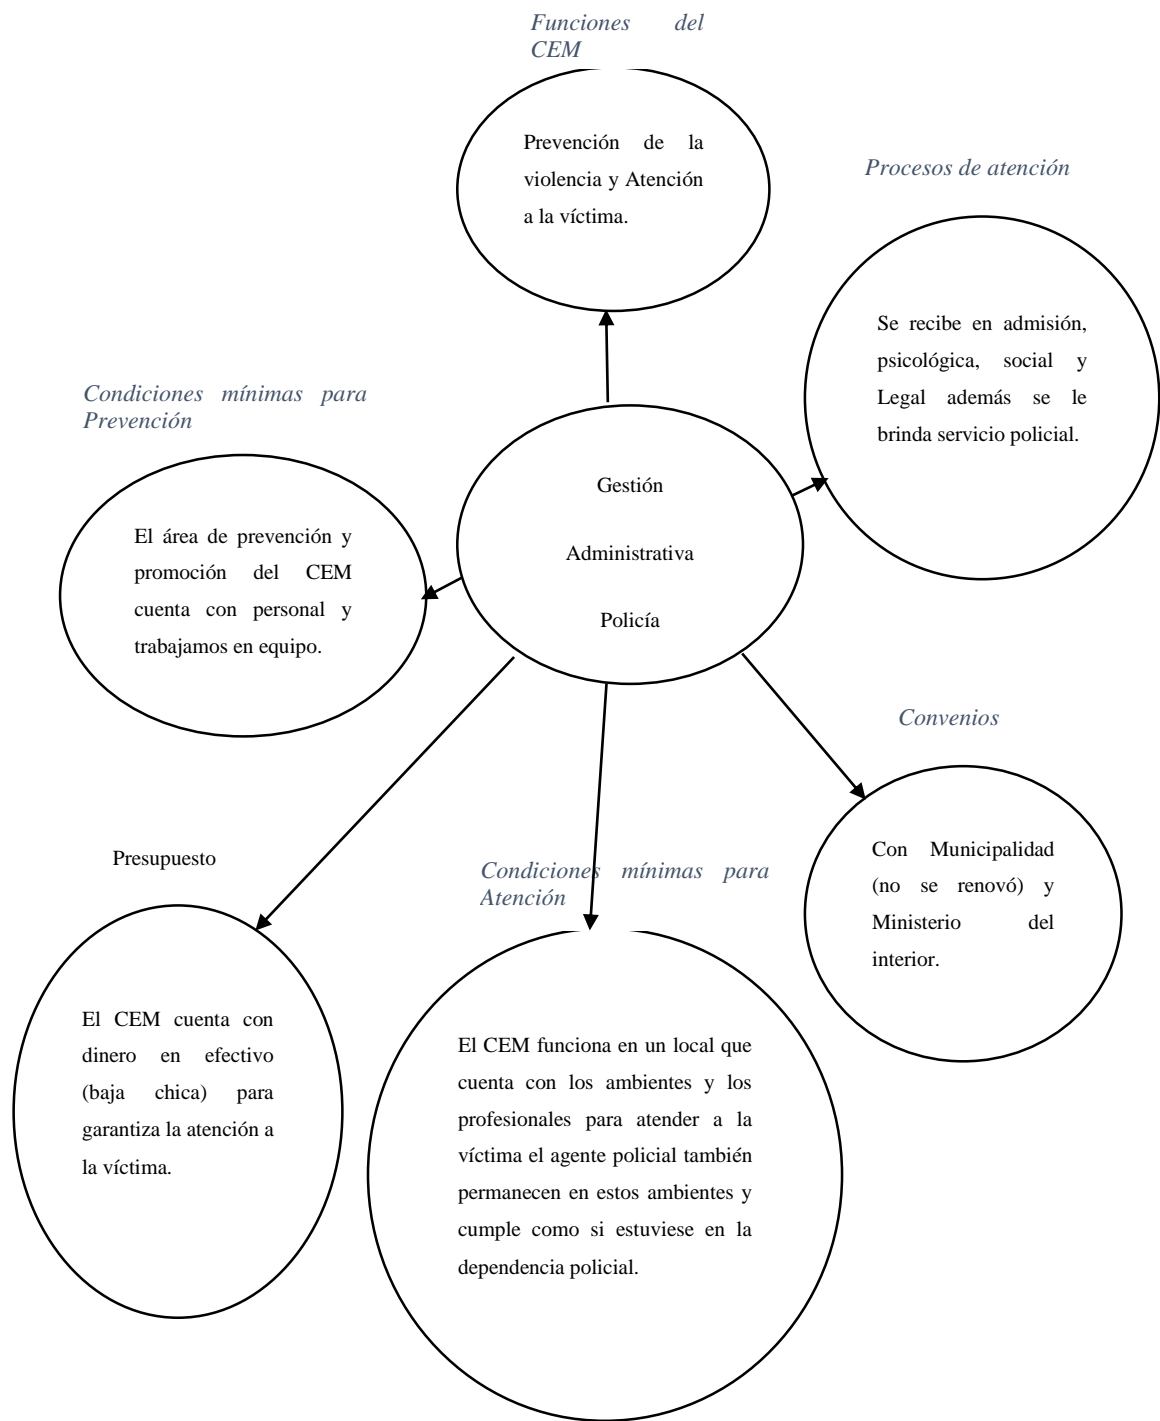 Funciones del
CEM
Prevención de la
violencia y Atención
a la víctima.
Procesos de atención
Se recibe en admisión,
psicológica, social y
Legal además se le
brinda servicio policial.
Condiciones mínimas para
Prevención
El área de prevención y
promoción del CEM
cuenta con personal y
trabajamos en equipo.
Gestión
Administrativa
Policía
Convenios
Con Municipalidad
(no se renovó) y
Ministerio del
interior.
Presupuesto
El CEM cuenta con
dinero en efectivo
(baja chica) para
garantiza la atención a
la víctima.
Condiciones mínimas para
Atención
El CEM funciona en un local que
cuenta con los ambientes y los
profesionales para atender a la
víctima el agente policial también
permanecen en estos ambientes y
cumple como si estuviese en la
dependencia policial.